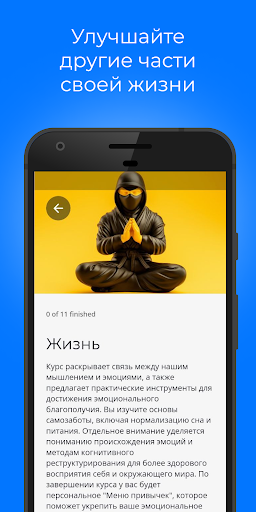 Улучшайте
другие части
своей жизни
0 of 11 finished
Жизнь
Курс раскрывает связь между нашим
мышлением и эмоциями, а также
предлагает практические инструменты для
достижения эмоционального
благополучия. Вы изучите основы
самозаботы, включая нормализацию сна и
питания. Отдельное внимание уделяется
пониманию происхождения эмоций и
методам когнитивного
реструктурирования для более здорового
восприятия себя и окружающего мира. По
завершении курса у вас будет
персональное "Меню привычек", которое
поможет укрепить ваше эмоциональное